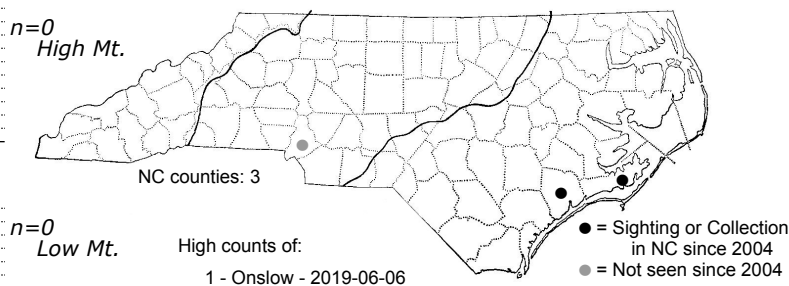 n=0
High Mt.
NC counties: 3
n=0
Low Mt.
High counts of:
1 - Onslow - 2019-06-06
= Sighting or Collection
in NC since 2004
= Not seen since 2004